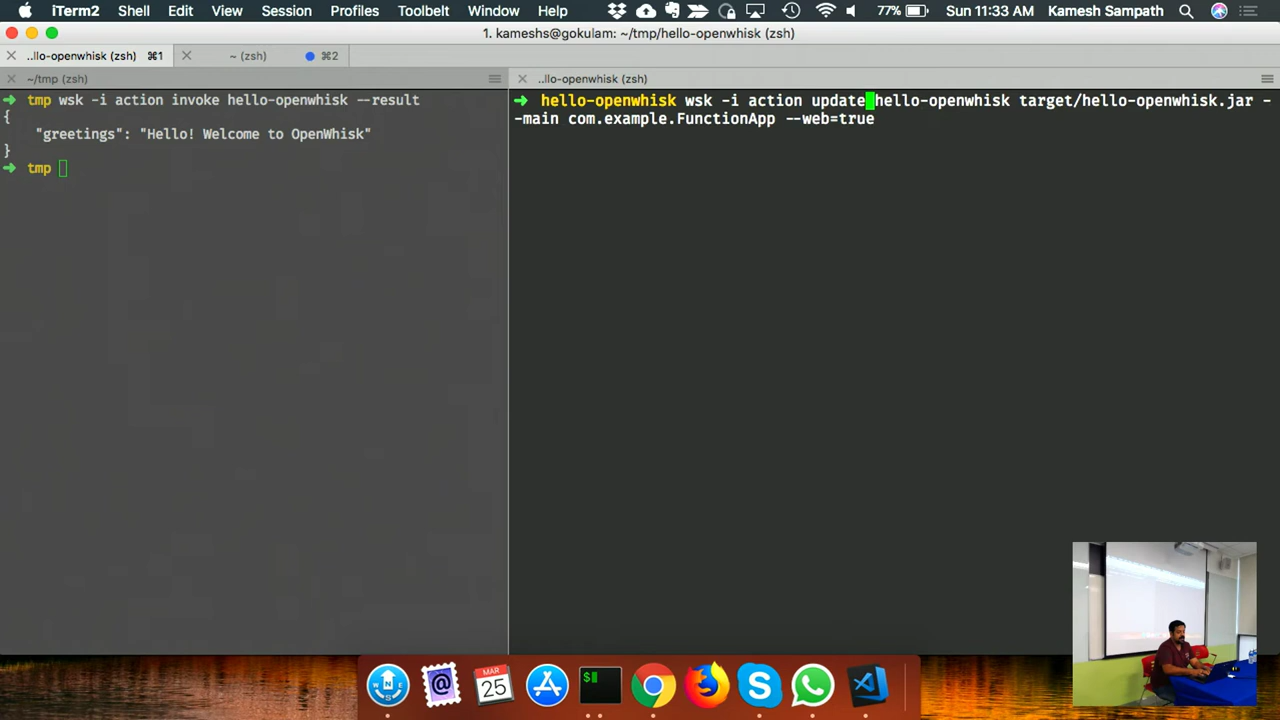 iTerm2 Shell Edit View Session Profiles Toolbelt Window Help 77% Sun 11:33 AM Kamesh Sampath
1. kameshs@gokulam: ~/tmp/hello-openwhisk (zsh)
..llo-openwhisk (zsh) ⌘1 ~ (zsh) ⌘2
~/tmp (zsh)
tmp wsk -i action invoke hello-openwhisk --result
{
"greetings": "Hello! Welcome to OpenWhisk"
}
tmp
..llo-openwhisk (zsh)
hello-openwhisk wsk -i action update hello-openwhisk target/hello-openwhisk.jar -
-main com.example.FunctionApp --web=true
@
MAR
25
$